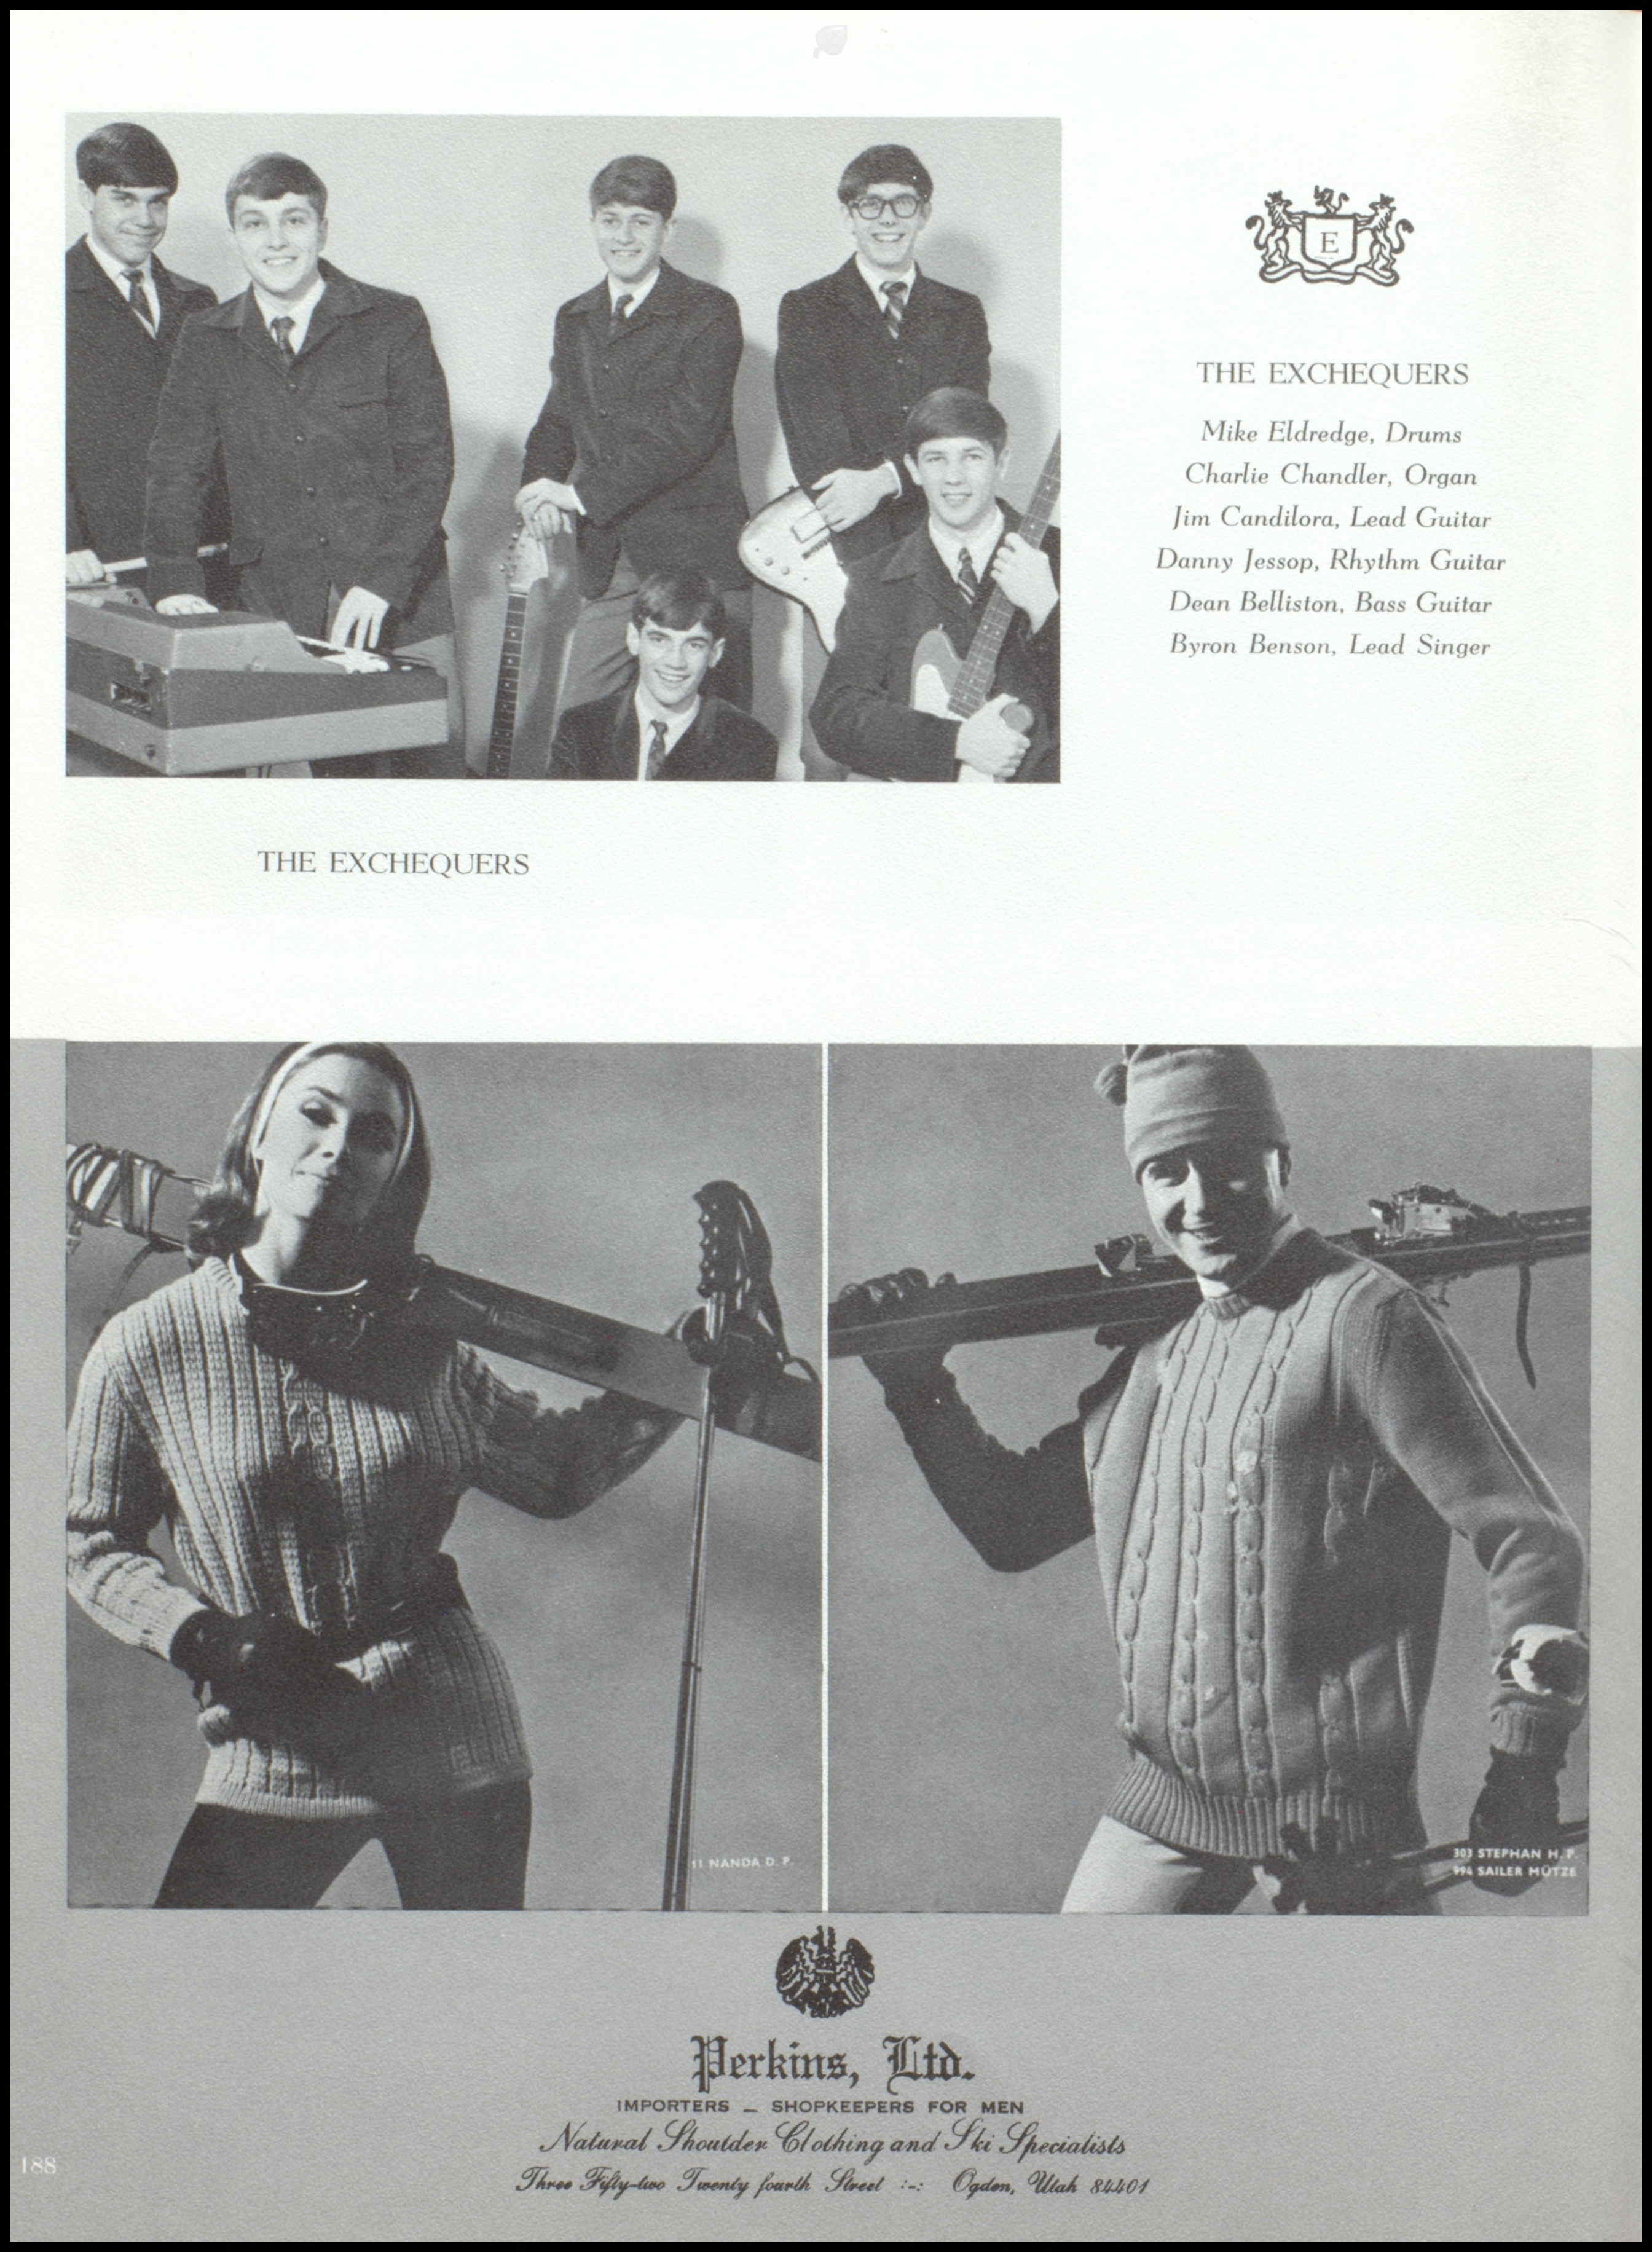 E
THE EXCHEQUERS
Mike Eldredge, Drums
Charlie Chandler, Organ
Jim Candilora, Lead Guitar
Danny Jessop, Rhythm Guitar
Dean Belliston, Bass Guitar
Byron Benson, Lead Singer
THE EXCHEQUERS
11 NANDA D. P.
303 STEPHAN H. P.
994 SAILER MÜTZE
Perkins, Ltd.
IMPORTERS – SHOPKEEPERS FOR MEN
Natural Shoulder Clothing and Ski Specialists
Three Fifty-two Twenty fourth Street :-: Ogden, Utah 84401
188